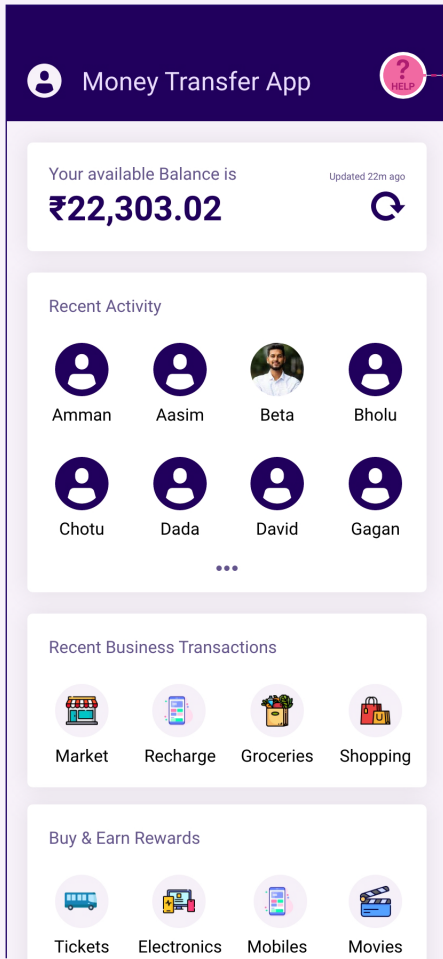 Money Transfer App
?
HELP
Your available Balance is
Updated 22m ago
₹22,303.02
Recent Activity
Amman Aasim Beta Bholu
Chotu Dada David Gagan
Recent Business Transactions
Market Recharge Groceries Shopping
Buy & Earn Rewards
Tickets Electronics Mobiles Movies